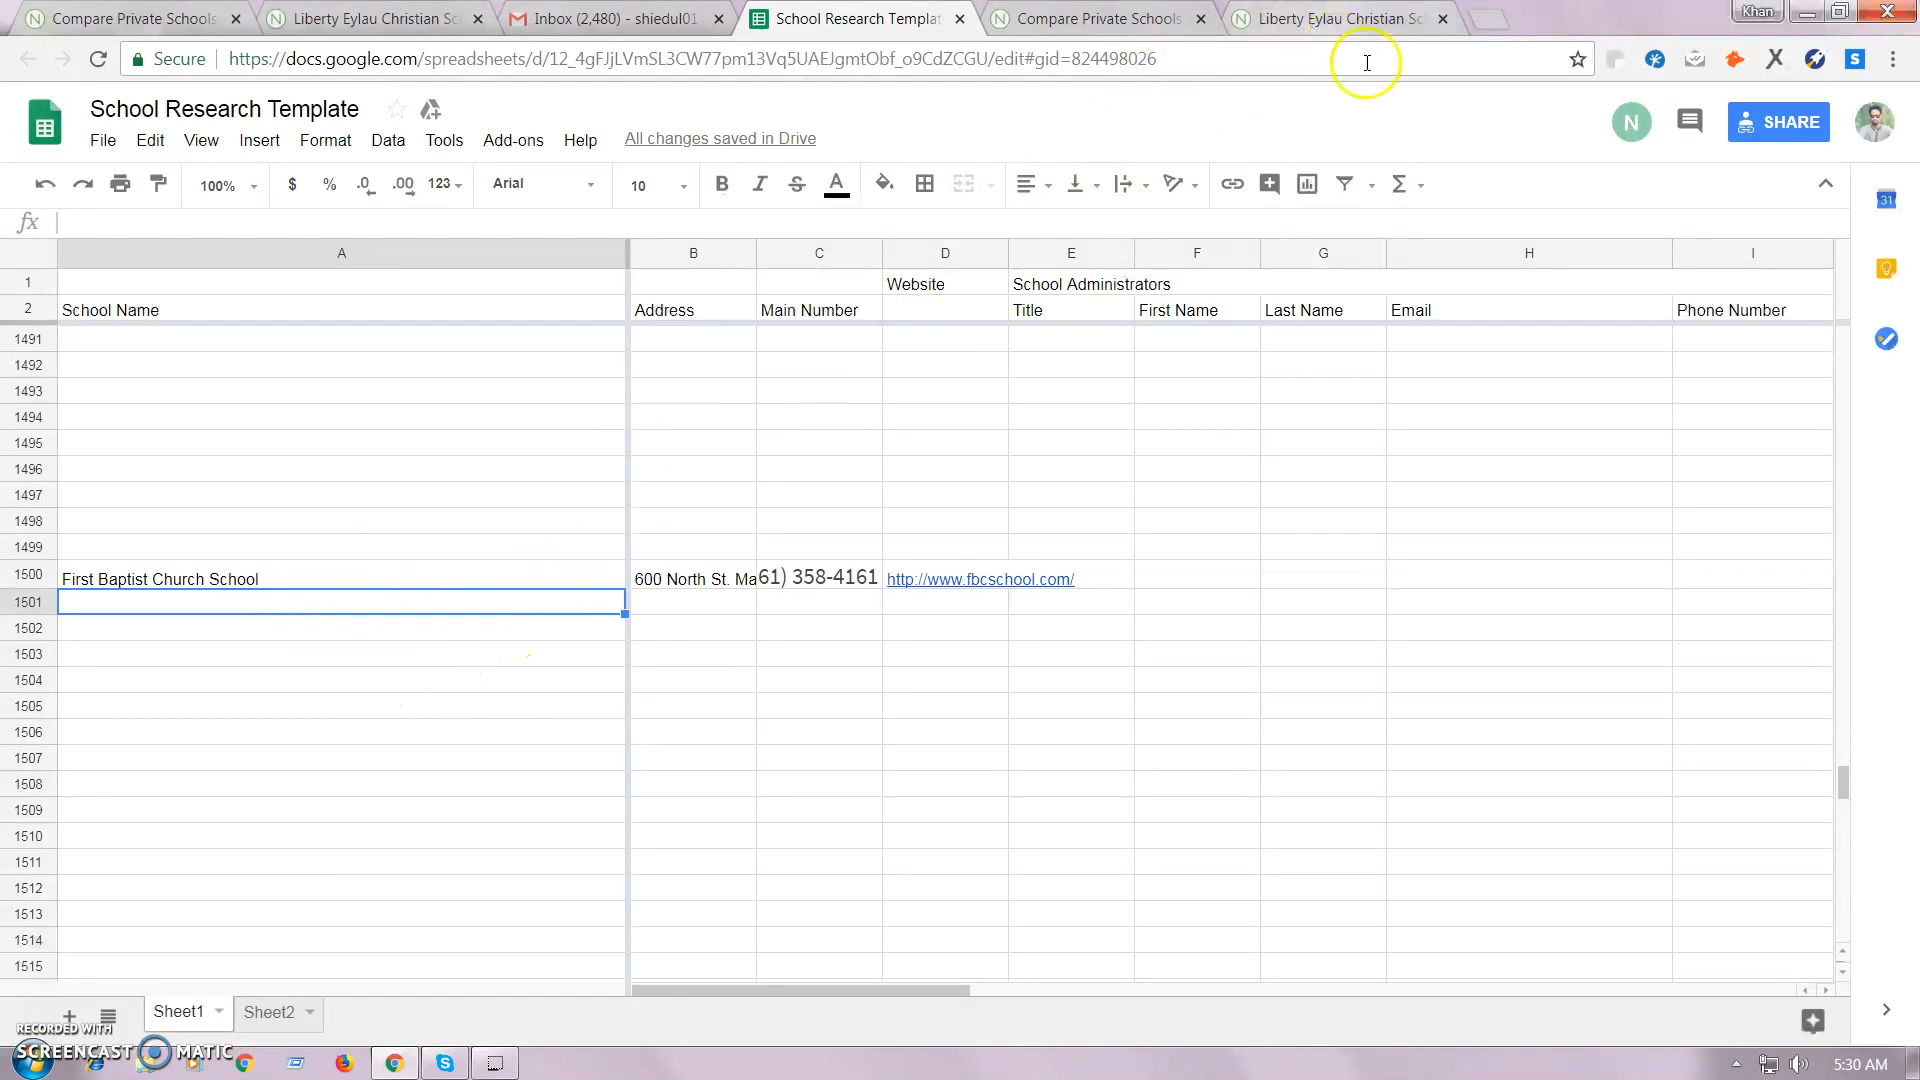 Compare Private Schools
Liberty Eylau Christian Sc
Inbox (2,480) - shiedul01
School Research Templat
Compare Private Schools
Liberty Eylau Christian Sc
Khan
Secure
https://docs.google.com/spreadsheets/d/12_4gFJjLVmSL3CW77pm13Vq5UAEJgmtObf_o9CdZCGU/edit#gid=824498026
School Research Template
File Edit View Insert Format Data Tools Add-ons Help All changes saved in Drive
N
SHARE
100% $ % .0 .00 123 Arial 10 B I S A Σ
31
fx
A B C D E F G H I
1 Website School Administrators
2 School Name Address Main Number Title First Name Last Name Email Phone Number
1491
1492
1493
1494
1495
1496
1497
1498
1499
1500 First Baptist Church School 600 North St. Ma 61) 358-4161 http://www.fbcschool.com/
1501
1502
1503
1504
1505
1506
1507
1508
1509
1510
1511
1512
1513
1514
1515
Sheet1 Sheet2
RECORDED WITH
SCREENCAST MATIC
5:30 AM